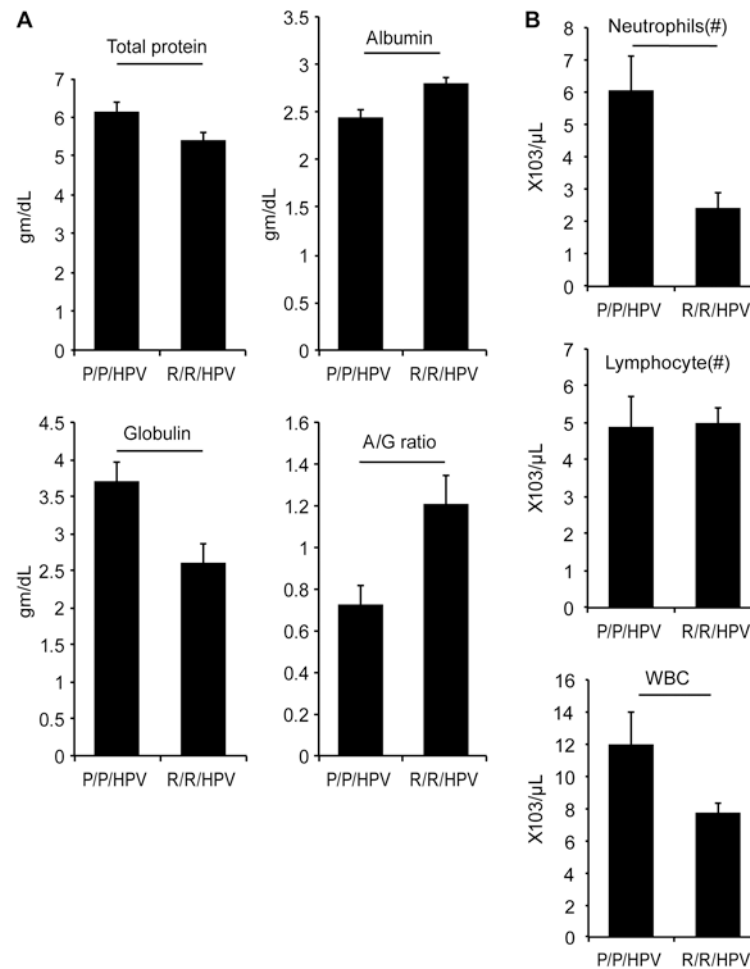 A
Total protein
7
6
5
4
3
2
1
0
gm/dL
P/P/HPV R/R/HPV
Albumin
3.5
3
2.5
2
1.5
1
0.5
0
gm/dL
P/P/HPV R/R/HPV
Globulin
4.5
4
3.5
3
2.5
2
1.5
1
0.5
0
gm/dL
P/P/HPV R/R/HPV
A/G ratio
1.6
1.4
1.2
1
0.8
0.6
0.4
0.2
0
P/P/HPV R/R/HPV
B
Neutrophils(#)
8
7
6
5
4
3
2
1
0
X103/µL
P/P/HPV R/R/HPV
Lymphocyte(#)
7
6
5
4
3
2
1
0
X103/µL
P/P/HPV R/R/HPV
WBC
16
14
12
10
8
6
4
2
0
X103/µL
P/P/HPV R/R/HPV